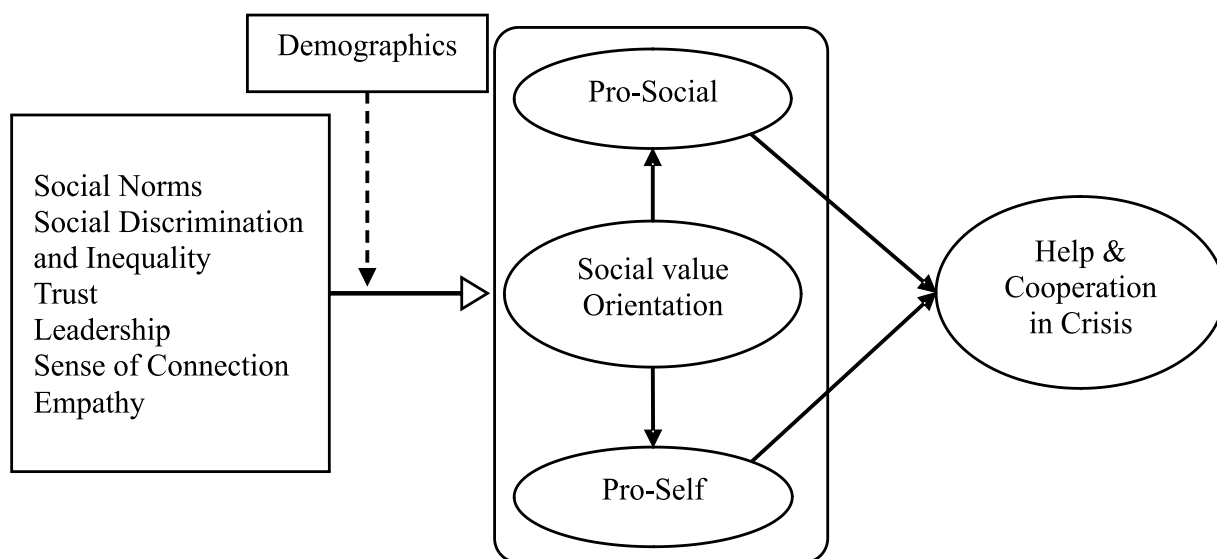 Demographics
Social Norms
Social Discrimination
and Inequality
Trust
Leadership
Sense of Connection
Empathy
Pro-Social
Social value
Orientation
Pro-Self
Help &
Cooperation
in Crisis